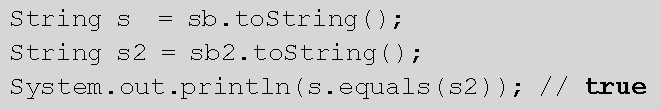 String s  = sb.toString();
String s2 = sb2.toString();
System.out.println(s.equals(s2)); // true